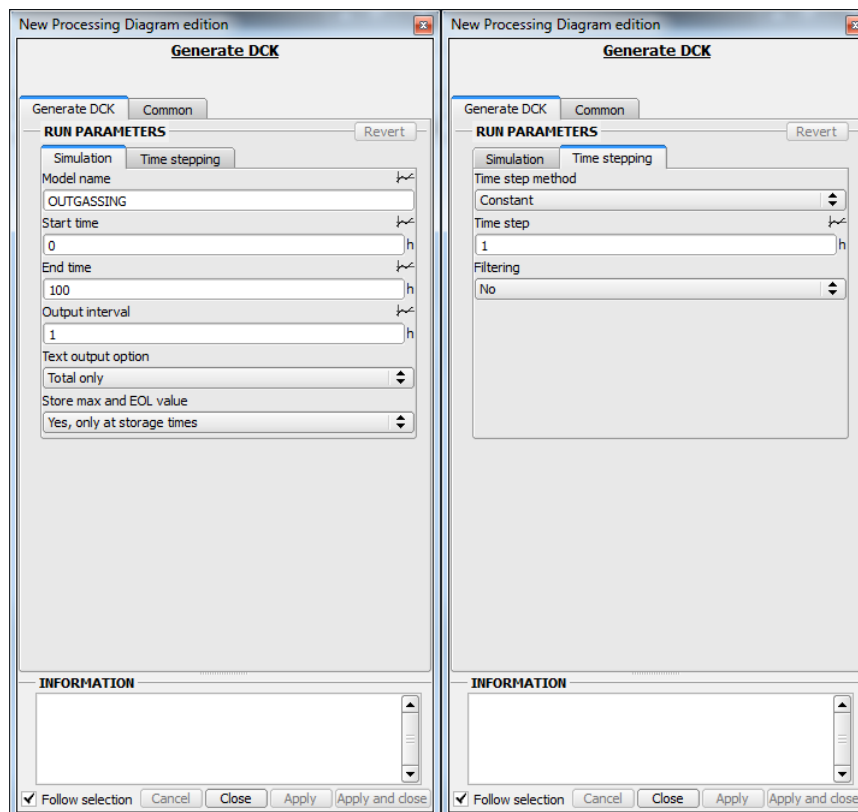 New Processing Diagram edition
Generate DCK
Generate DCK Common
RUN PARAMETERS Revert
Simulation Time stepping
Model name
OUTGASSING
Start time
0 h
End time
100 h
Output interval
1 h
Text output option
Total only
Store max and EOL value
Yes, only at storage times
INFORMATION
Follow selection Cancel Close Apply Apply and close
New Processing Diagram edition
Generate DCK
Generate DCK Common
RUN PARAMETERS Revert
Simulation Time stepping
Time step method
Constant
Time step
1 h
Filtering
No
INFORMATION
Follow selection Cancel Close Apply Apply and close